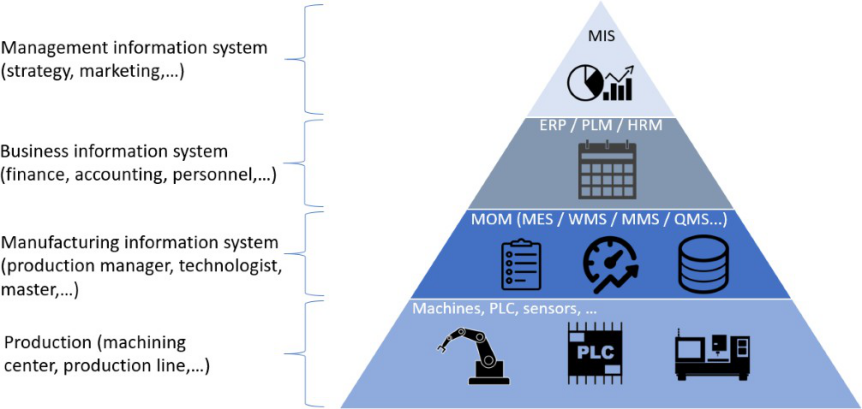 Management information system
(strategy, marketing,...)
MIS
ERP / PLM / HRM
Business information system
(finance, accounting, personnel,...)
MOM (MES / WMS / MMS / QMS...)
Manufacturing information system
(production manager, technologist,
master,...)
Machines, PLC, sensors, ...
Production (machining
center, production line,...)
PLC